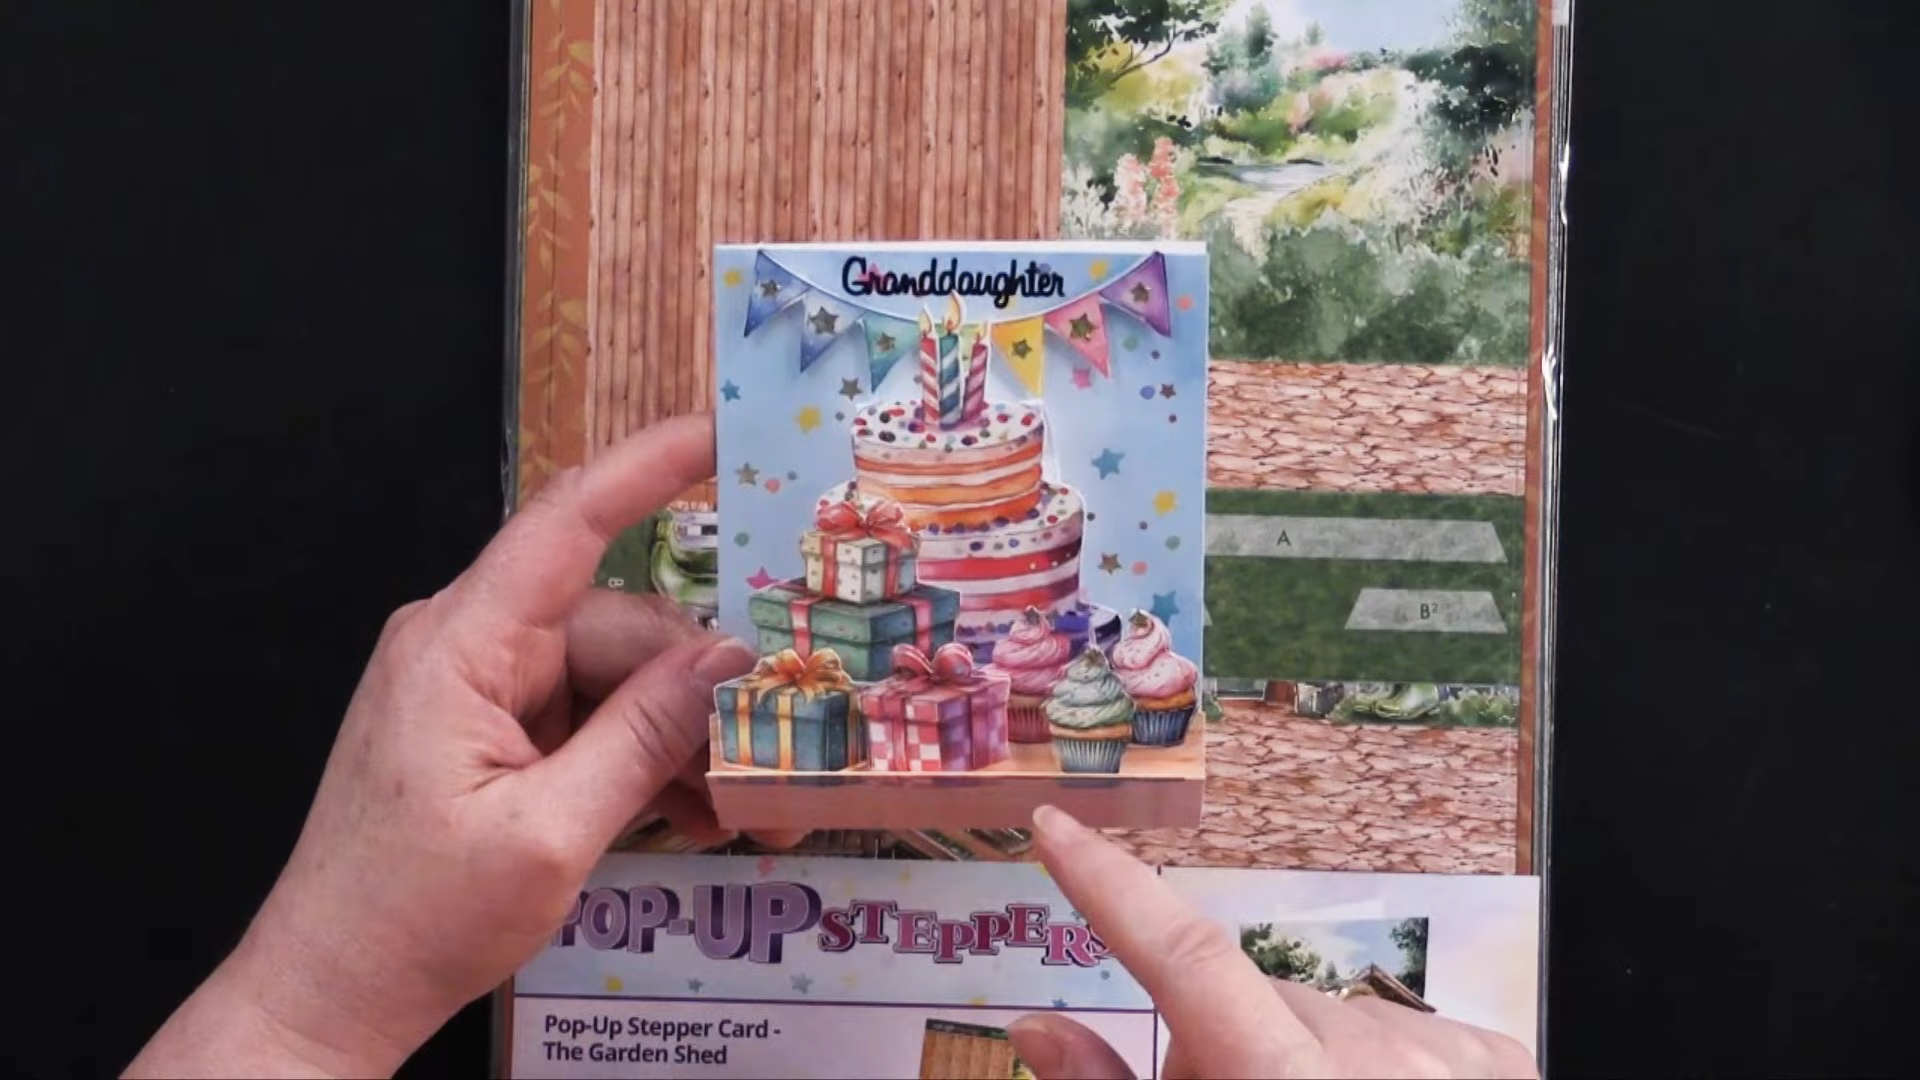 Granddaughter
A
B
B²
POP-UP STEPPERS
Pop-Up Stepper Card -
The Garden Shed